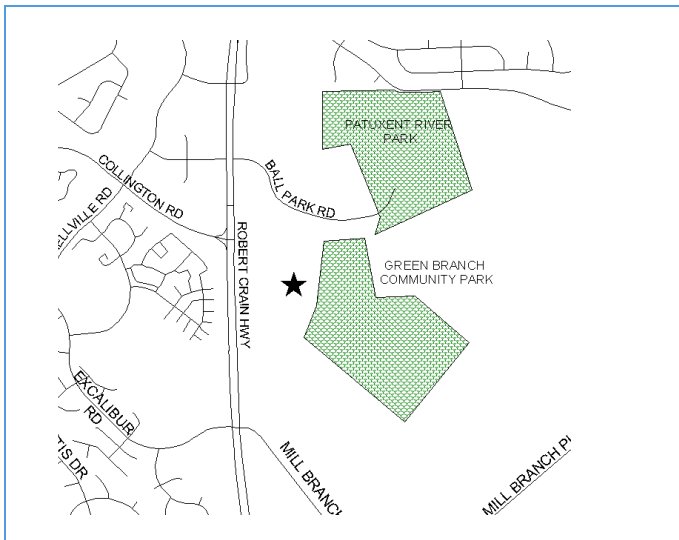 PATUXENT RIVER
PARK
COLLINGTON RD
BALL PARK RD
ELLVILLE RD
ROBERT CRAIN HWY
GREEN BRANCH
COMMUNITY PARK
EXCALIBUR
RD
TIS DR
MILL BRANCH
MILL BRANCH P